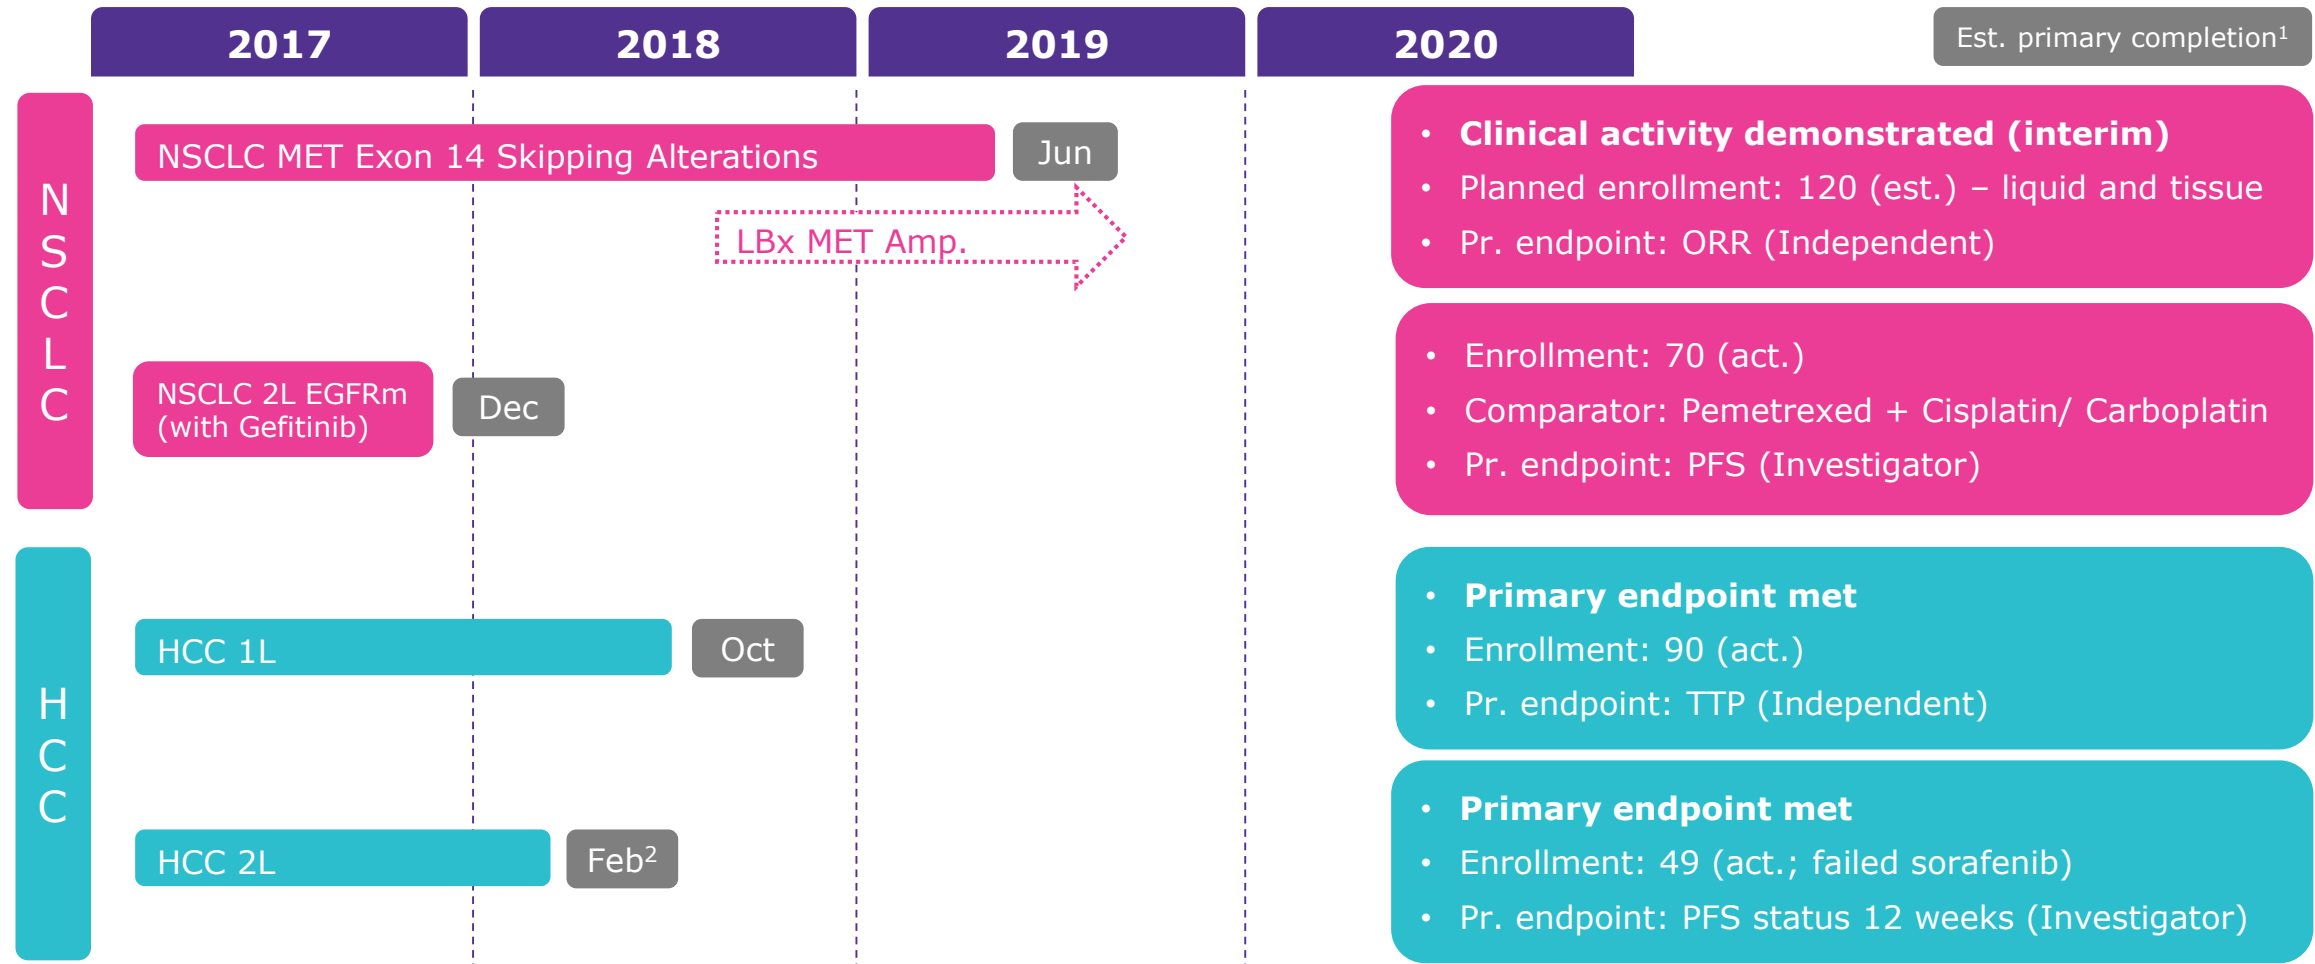 2017
2018
2019
2020
Est. primary completion¹
NSCLC
NSCLC MET Exon 14 Skipping Alterations
Jun
LBx MET Amp.
• Clinical activity demonstrated (interim)
• Planned enrollment: 120 (est.) – liquid and tissue
• Pr. endpoint: ORR (Independent)
NSCLC 2L EGFRm
(with Gefitinib)
Dec
• Enrollment: 70 (act.)
• Comparator: Pemetrexed + Cisplatin/ Carboplatin
• Pr. endpoint: PFS (Investigator)
HCC
HCC 1L
Oct
• Primary endpoint met
• Enrollment: 90 (act.)
• Pr. endpoint: TTP (Independent)
HCC 2L
Feb²
• Primary endpoint met
• Enrollment: 49 (act.; failed sorafenib)
• Pr. endpoint: PFS status 12 weeks (Investigator)